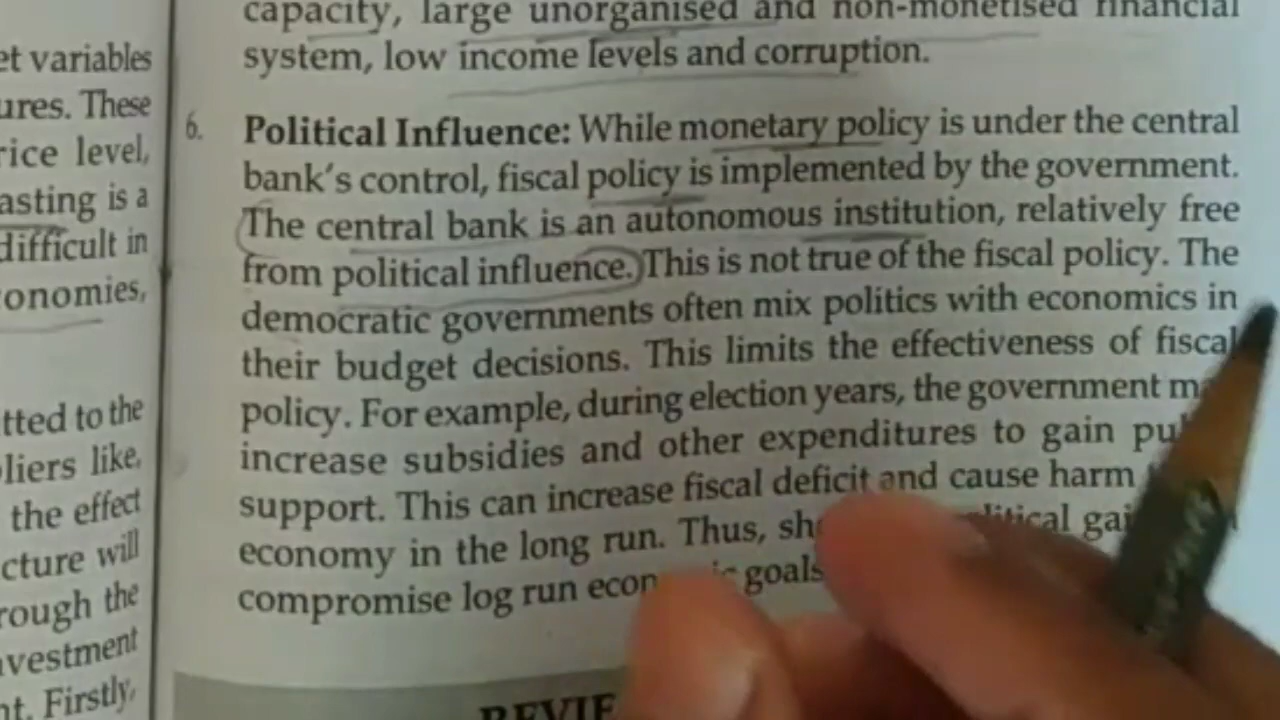 et variables
ures. These
rice level,
asting is a
difficult in
onomies,
tted to the
liers like,
the effect
cture will
rough the
nvestment
nt. Firstly,
capacity, large unorganised and non-monetised financial
system, low income levels and corruption.
6. Political Influence: While monetary policy is under the central
bank's control, fiscal policy is implemented by the government.
The central bank is an autonomous institution, relatively free
from political influence. This is not true of the fiscal policy. The
democratic governments often mix politics with economics in
their budget decisions. This limits the effectiveness of fiscal
policy. For example, during election years, the government
increase subsidies and other expenditures to gain
support. This can increase fiscal deficit and cause harm
economy in the long run. Thus,
compromise log run goals